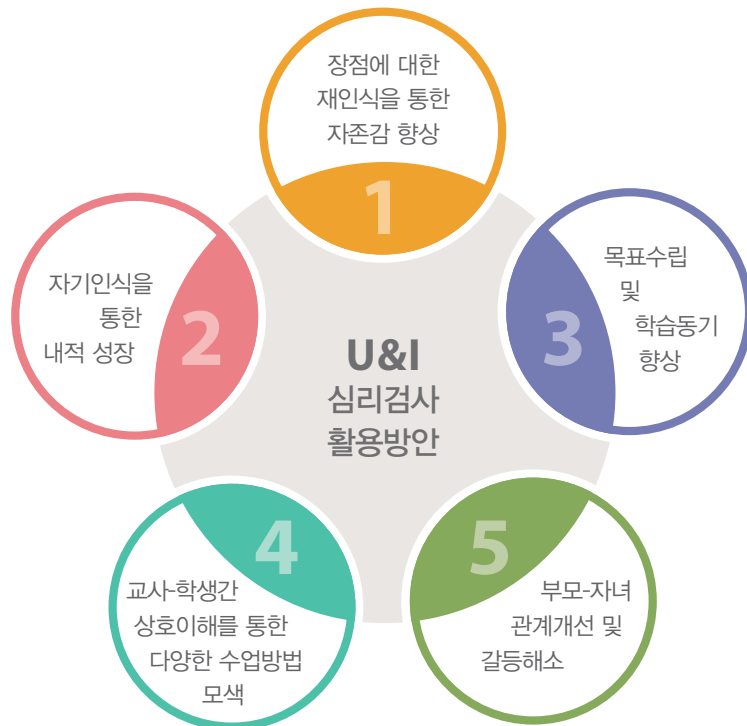 장점에 대한
재인식을 통한
자존감 향상
1
자기인식을
통한
내적 성장
2
3
목표수립
및
학습동기
향상
U&I
심리검사
활용방안
4
교사-학생간
상호이해를 통한
다양한 수업방법
모색
5
부모-자녀
관계개선 및
갈등해소